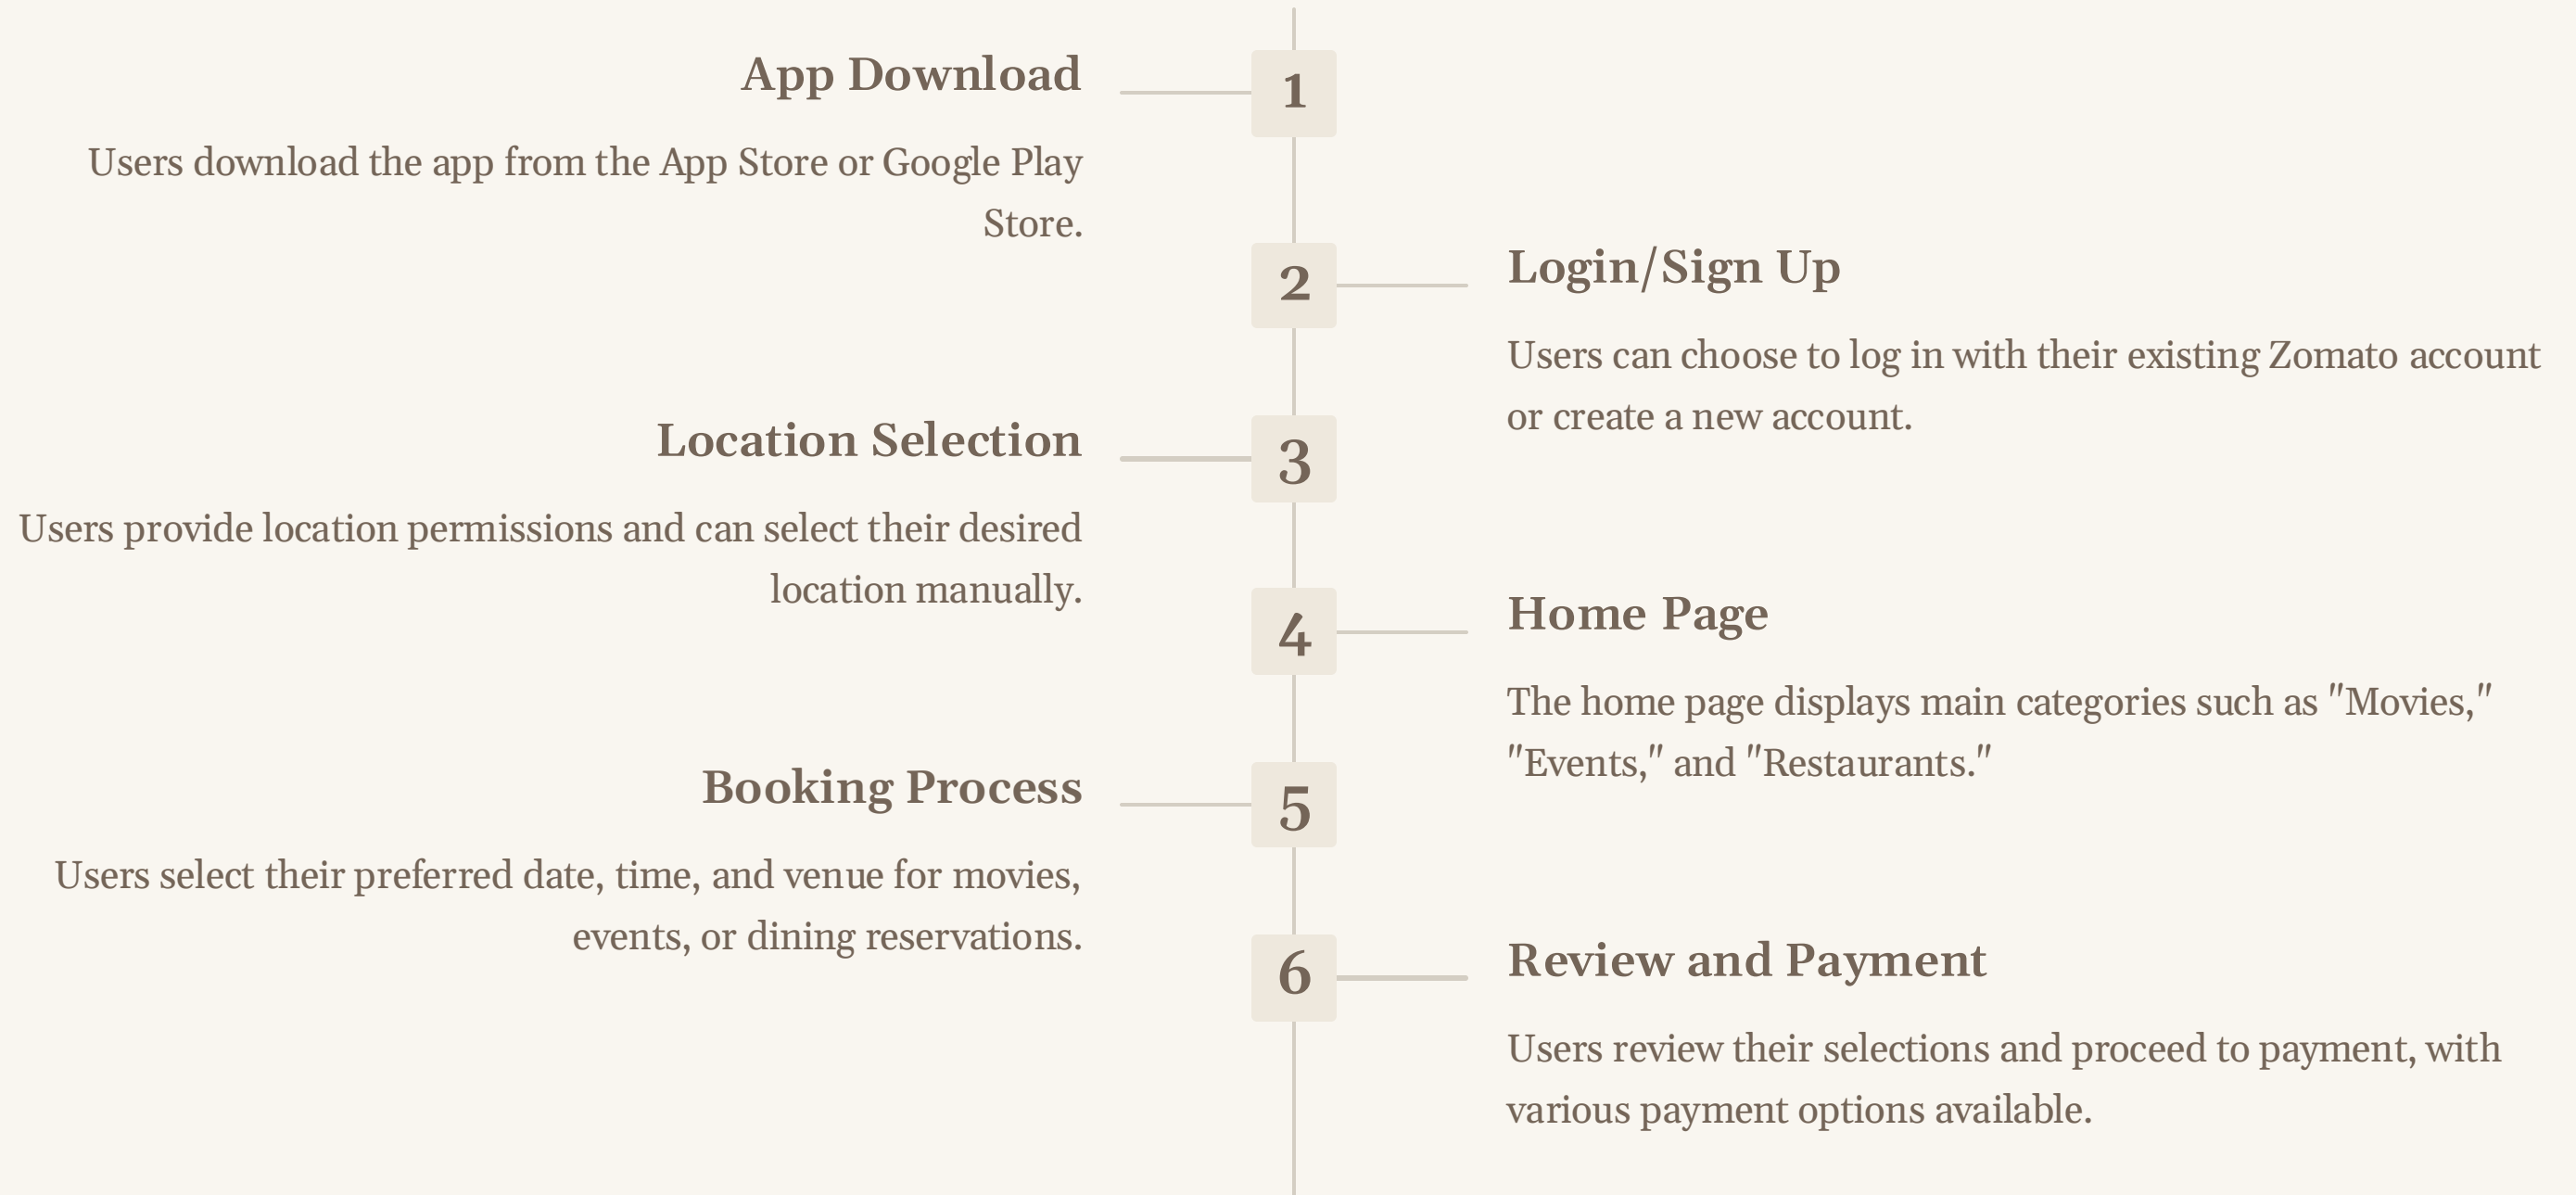 App Download
1
Users download the app from the App Store or Google Play
Store.
2
Login/Sign Up
Users can choose to log in with their existing Zomato account
or create a new account.
Location Selection
3
Users provide location permissions and can select their desired
location manually.
4
Home Page
The home page displays main categories such as "Movies,"
"Events," and "Restaurants."
Booking Process
5
Users select their preferred date, time, and venue for movies,
events, or dining reservations.
6
Review and Payment
Users review their selections and proceed to payment, with
various payment options available.